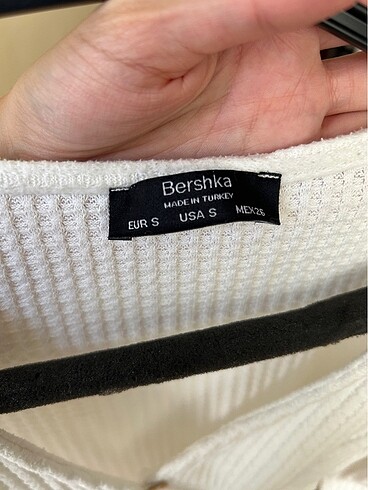 Bershka
MADE IN TURKEY
EUR S USA S MEX 26